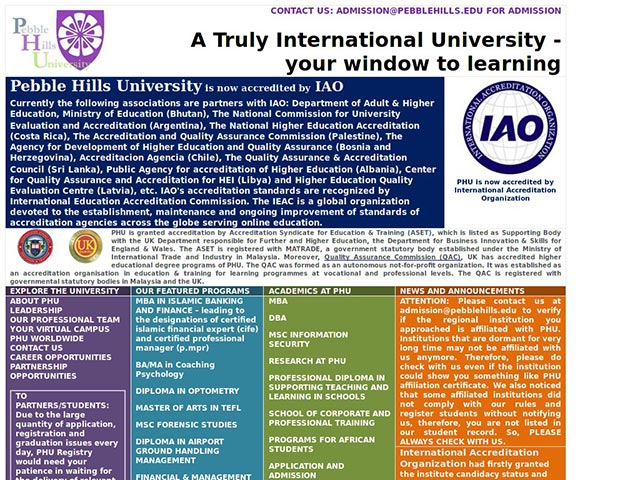 Pebble
Hills
University
CONTACT US: ADMISSION@PEBBLEHILLS.EDU FOR ADMISSION
A Truly International University -
your window to learning
Pebble Hills University is now accredited by IAO
Currently the following associations are partners with IAO: Department of Adult & Higher
Education, Ministry of Education (Bhutan), The National Commission for University
Evaluation and Accreditation (Argentina), The National Higher Education Accreditation
(Costa Rica), The Accreditation and Quality Assurance Commission (Palestine), The
Agency for Development of Higher Education and Quality Assurance (Bosnia and
Herzegovina), Accreditacion Agencia (Chile), The Quality Assurance & Accreditation
Council (Sri Lanka), Public Agency for accreditation of Higher Education (Albania), Center
for Quality Assurance and Accreditation for HEI (Libya) and Higher Education Quality
Evaluation Centre (Latvia), etc. IAO's accreditation standards are recognized by
International Education Accreditation Commission. The IEAC is a global organization
devoted to the establishment, maintenance and ongoing improvement of standards of
accreditation agencies across the globe serving online education.
INTERNATIONAL ACCREDITATION ORGANIZATION
IAO
PHU is now accredited by
International Accreditation
Organization
UK
PHU is granted accreditation by Accreditation Syndicate for Education & Training (ASET), which is listed as Supporting Body
with the UK Department responsible for Further and Higher Education, the Department for Business Innovation & Skills for
England & Wales. The ASET is registered with MATRADE, a government statutory body established under the Ministry of
International Trade and Industry in Malaysia. Moreover, Quality Assurance Commission (QAC), UK has accredited higher
educational degree programs of PHU. The QAC was formed as an autonomous not-for-profit organization. It was established as
an accreditation organisation in education & training for learning programmes at vocational and professional levels. The QAC is registered with
governmental statutory bodies in Malaysia and the UK.
EXPLORE THE UNIVERSITY
ABOUT PHU
LEADERSHIP
OUR PROFESSIONAL TEAM
YOUR VIRTUAL CAMPUS
PHU WORLDWIDE
CONTACT US
CAREER OPPORTUNITIES
PARTNERSHIP
OPPORTUNITIES
TO
PARTNERS/STUDENTS:
Due to the large
quantity of application,
registration and
graduation issues every
day, PHU Registry
would need your
patience in waiting for
the delivery of relevant
OUR FEATURED PROGRAMS
MBA IN ISLAMIC BANKING
AND FINANCE - leading to
the designations of certified
islamic financial expert (cife)
and certified professional
manager (p.mpr)
BA/MA in Coaching
Psychology
DIPLOMA IN OPTOMETRY
MASTER OF ARTS IN TEFL
MSC FORENSIC STUDIES
DIPLOMA IN AIRPORT
GROUND HANDLING
MANAGEMENT
FINANCIAL & MANAGEMENT
ACADEMICS AT PHU
MBA
DBA
MSC INFORMATION
SECURITY
RESEARCH AT PHU
PROFESSIONAL DIPLOMA IN
SUPPORTING TEACHING AND
LEARNING IN SCHOOLS
SCHOOL OF CORPORATE AND
PROFESSIONAL TRAINING
PROGRAMS FOR AFRICAN
STUDENTS
APPLICATION AND
ADMISSION
NEWS AND ANNOUNCEMENTS
ATTENTION: Please contact us at
admission@pebblehills.edu to verify
if the regional institution you
approached is affiliated with PHU.
Institutions that are dormant for very
long time may not be affiliated with
us anymore. Therefore, please do
check with us even if the institution
could show you something like PHU
affiliation certificate. We also noticed
that some affiliated institutions did
not comply with our rules and
register students without notifying
us, therefore, you are not listed in
our student record. So, PLEASE
ALWAYS CHECK WITH US.
International Accreditation
Organization had firstly granted
the institute candidacy status and